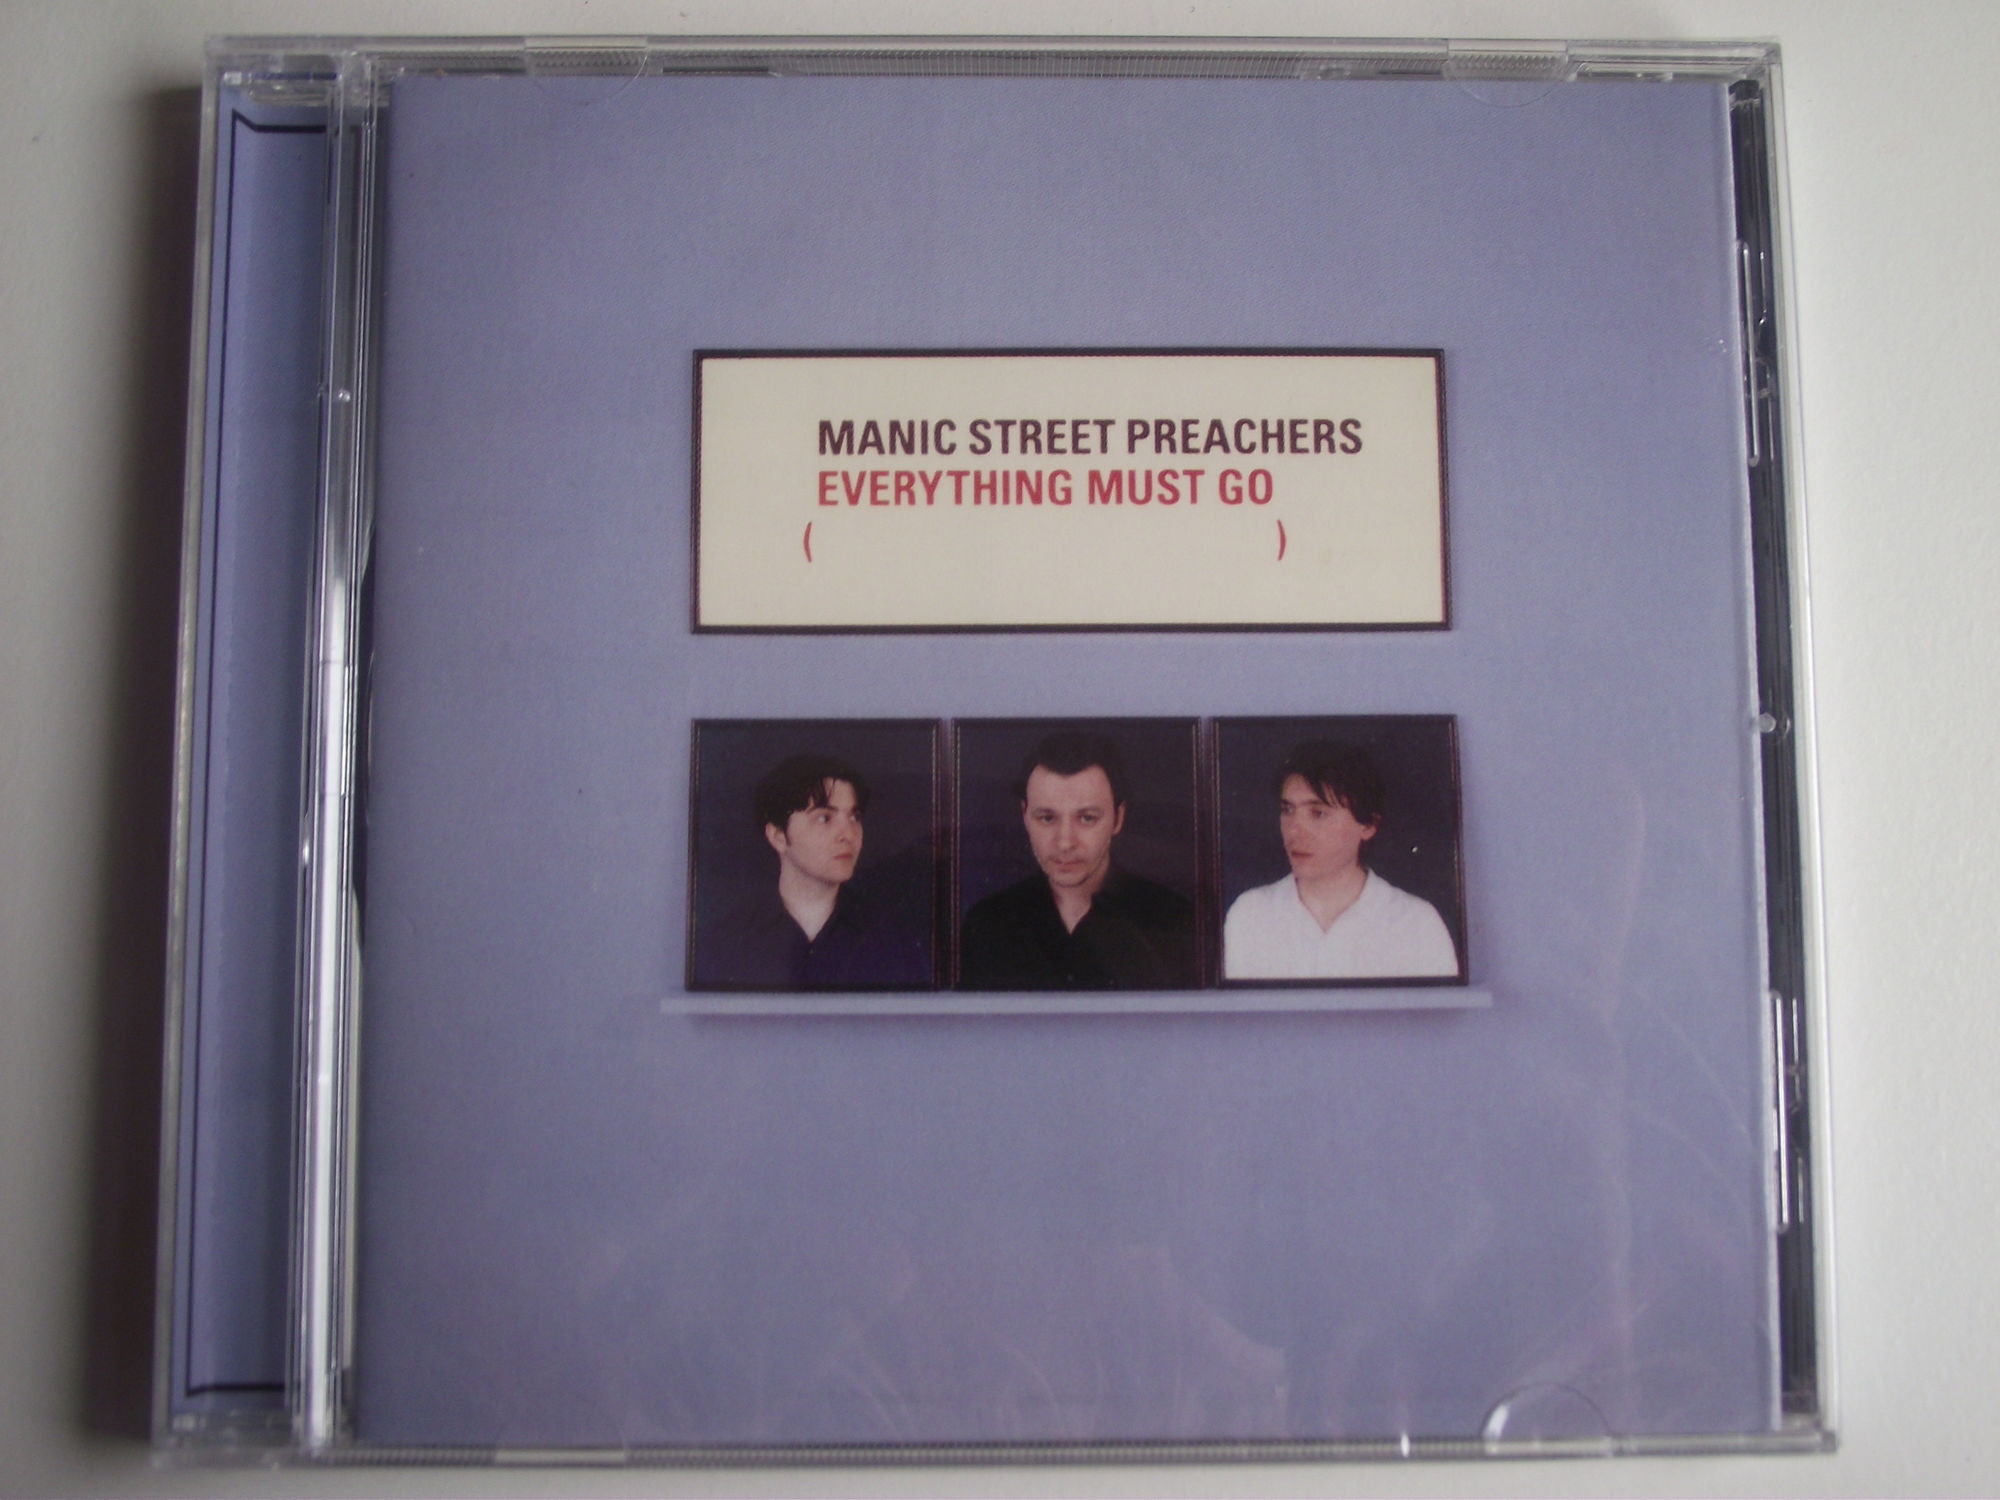 MANIC STREET PREACHERS
EVERYTHING MUST GO
( )